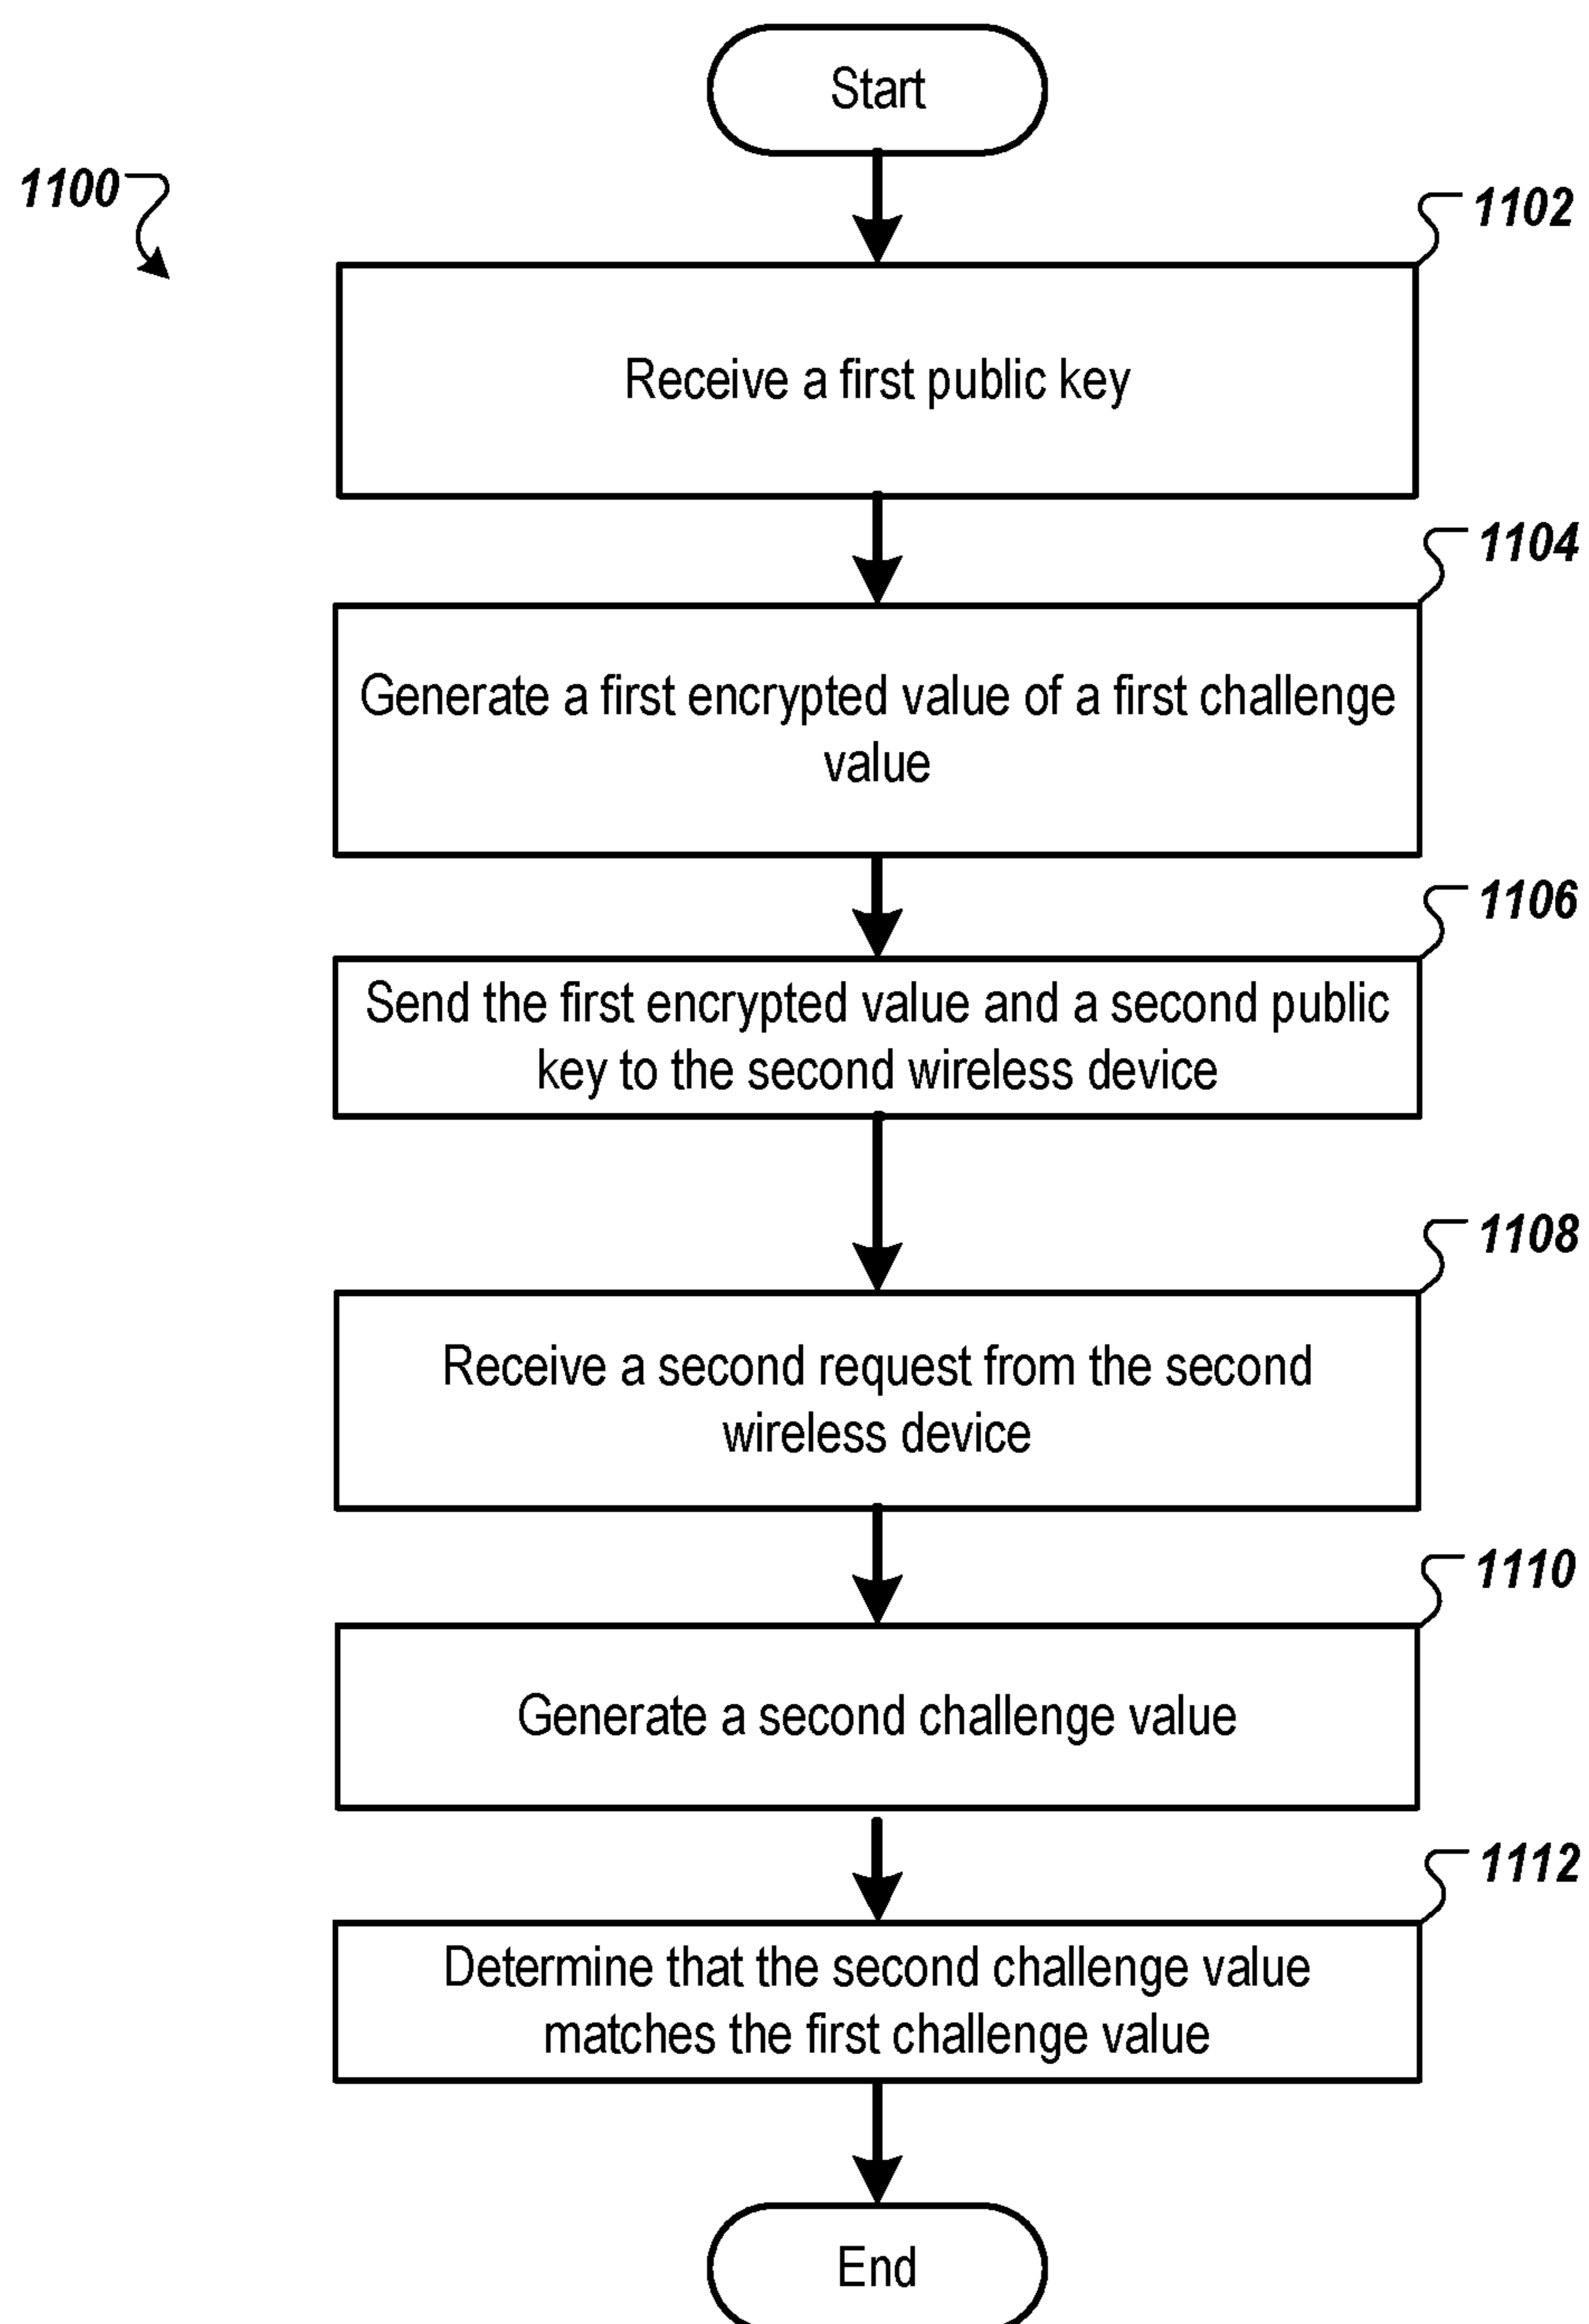 Start
1100
1102
Receive a first public key
1104
Generate a first encrypted value of a first challenge
value
1106
Send the first encrypted value and a second public
key to the second wireless device
1108
Receive a second request from the second
wireless device
1110
Generate a second challenge value
1112
Determine that the second challenge value
matches the first challenge value
End